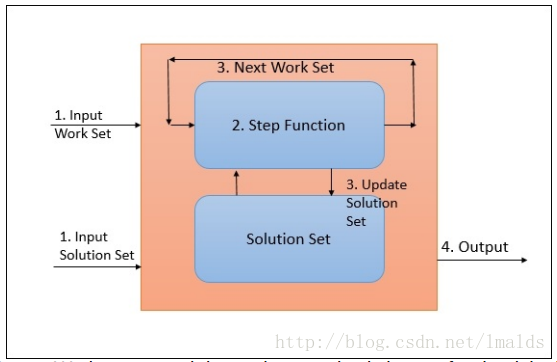 3. Next Work Set
1. Input
Work Set
2. Step Function
3. Update
Solution
Set
1. Input
Solution Set
Solution Set
4. Output
http://blog.csdn.net/lmalds